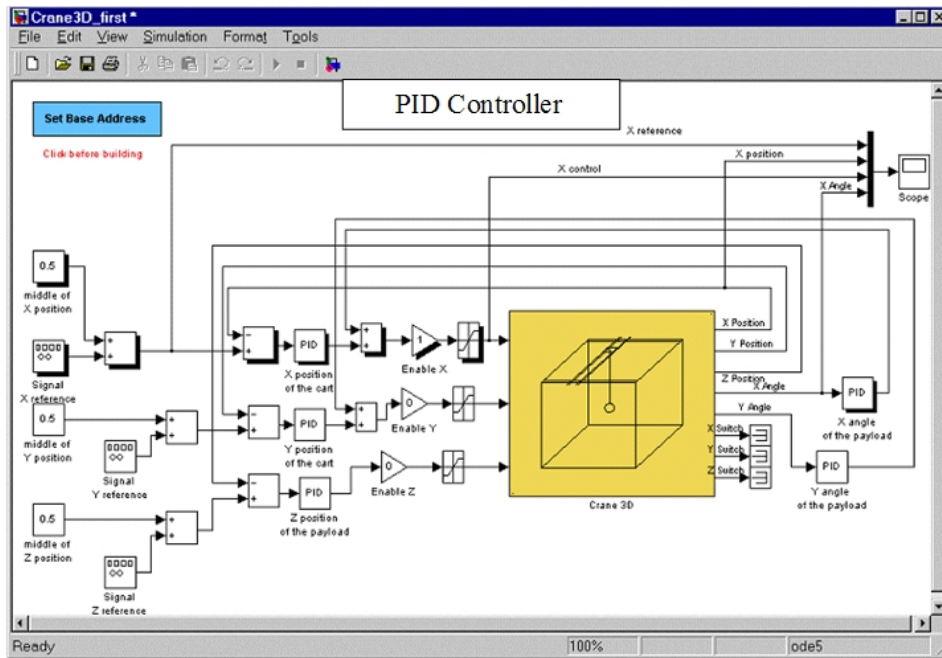 Crane3D_first *
File Edit View Simulation Format Tools
PID Controller
Set Base Address
Click before building
X reference
X position
X control
X Angle
Scope
0.5
middle of
X position
Signal
X reference
+
+
-
+
PID
X position
of the cart
+
+
1
Enable X
X Position
Y Position
Z Position
X Angle
Y Angle
X Switch
Y Switch
Z Switch
Crane 3D
PID
X angle
of the payload
PID
Y angle
of the payload
0.5
middle of
Y position
Signal
Y reference
+
+
-
+
PID
Y position
of the cart
+
+
0
Enable Y
0.5
middle of
Z position
Signal
Z reference
+
+
-
+
PID
Z position
of the payload
0
Enable Z
Ready
100%
ode5